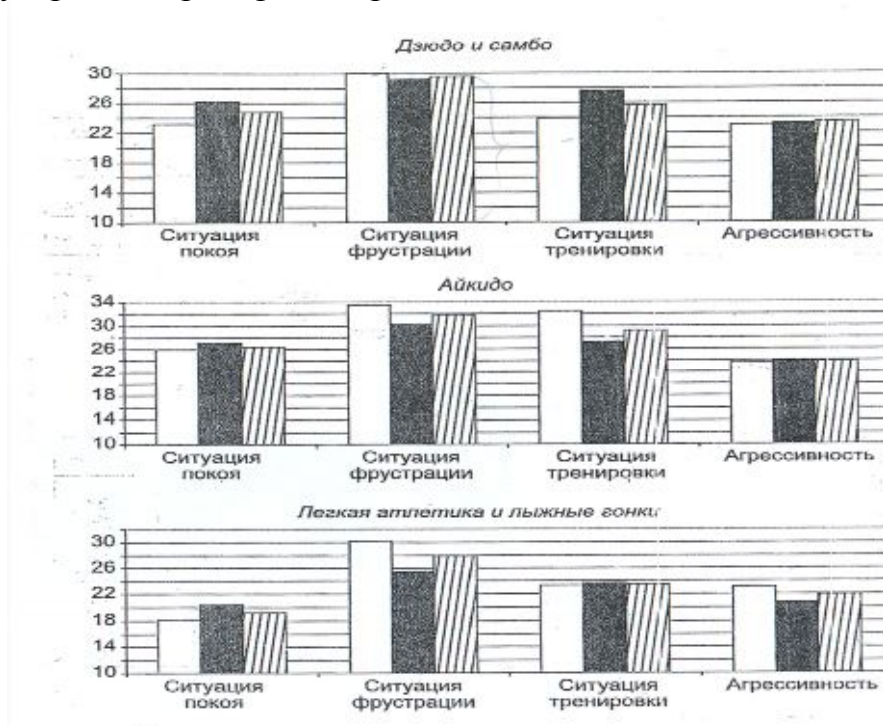 Дзюдо и самбо
30
26
22
18
14
10
Ситуация покоя
Ситуация фрустрации
Ситуация тренировки
Агрессивность
Айкидо
34
30
26
22
18
14
10
Ситуация покоя
Ситуация фрустрации
Ситуация тренировки
Агрессивность
Легкая атлетика и лыжные гонки
30
26
22
18
14
10
Ситуация покоя
Ситуация фрустрации
Ситуация тренировки
Агрессивность